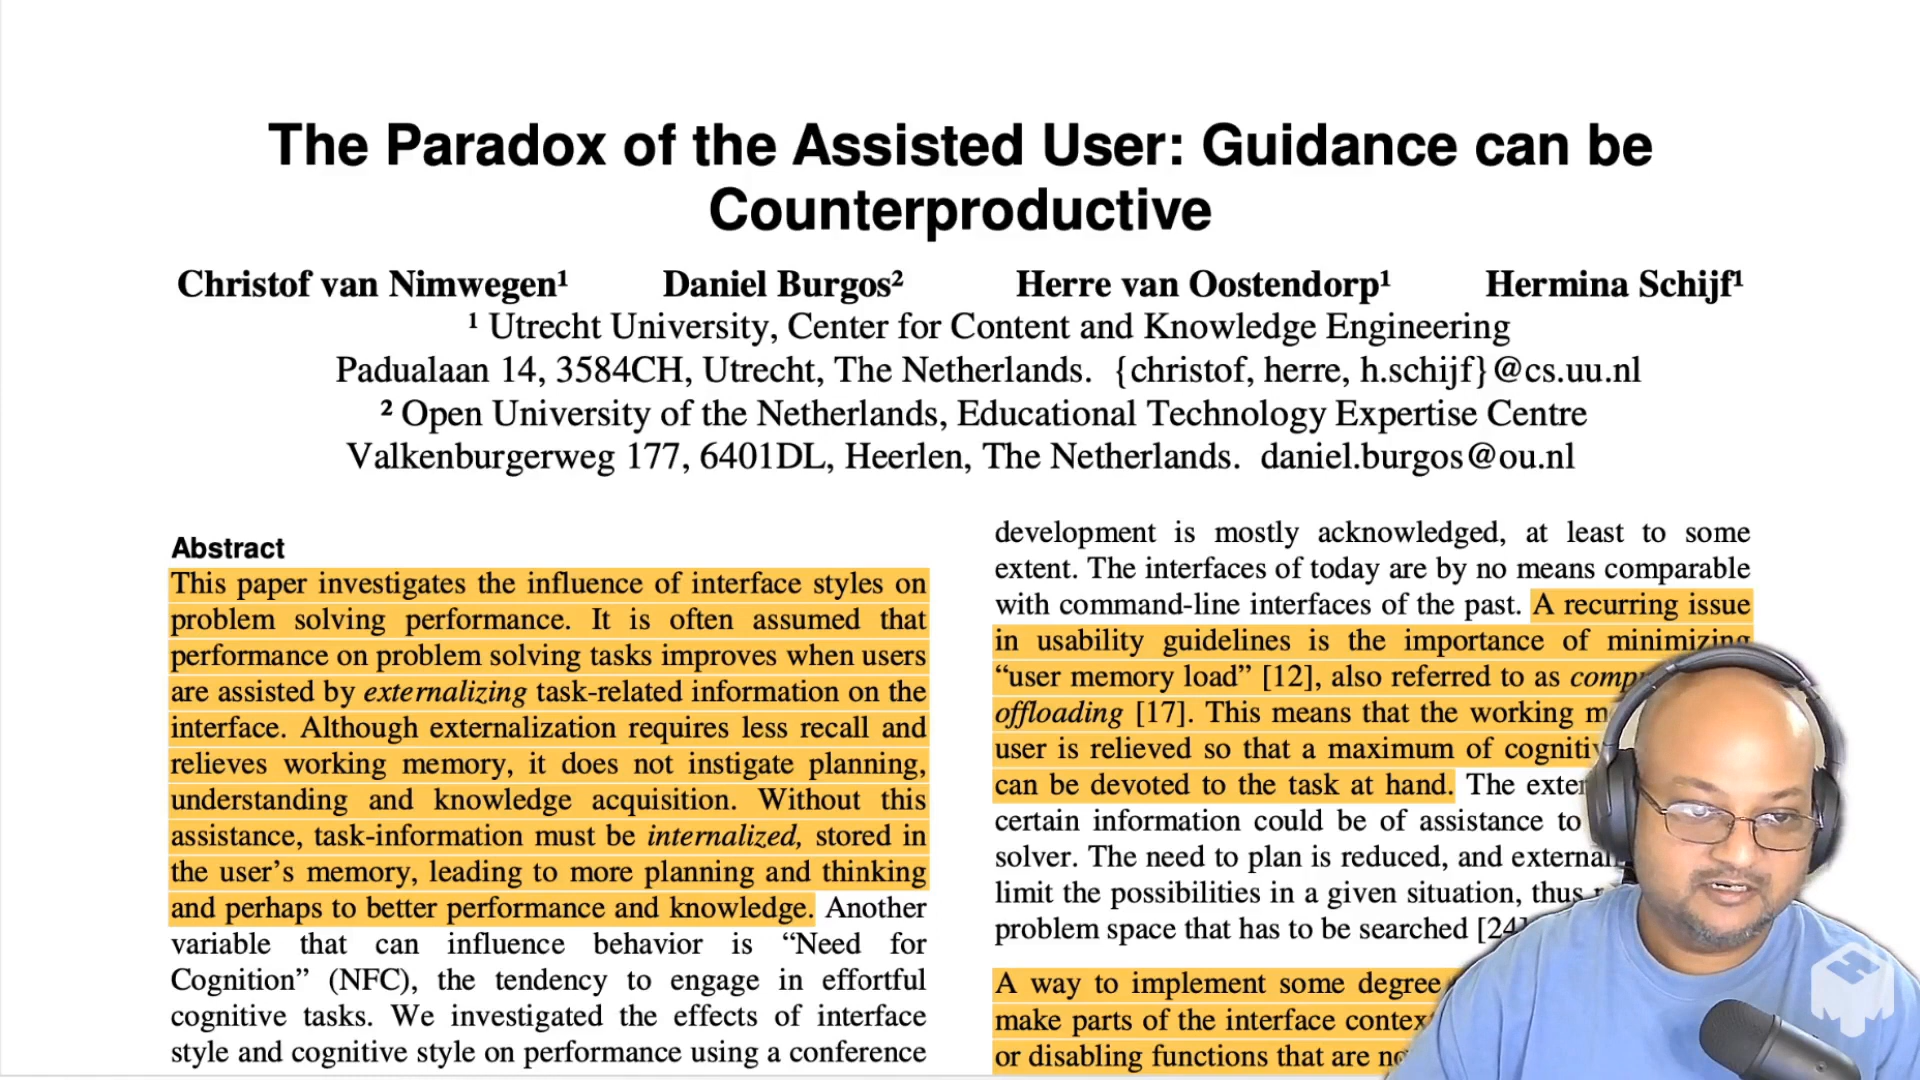 The Paradox of the Assisted User: Guidance can be
Counterproductive
Christof van Nimwegen¹ Daniel Burgos² Herre van Oostendorp¹ Hermina Schijf¹
¹ Utrecht University, Center for Content and Knowledge Engineering
Padualaan 14, 3584CH, Utrecht, The Netherlands. {christof, herre, h.schijf}@cs.uu.nl
² Open University of the Netherlands, Educational Technology Expertise Centre
Valkenburgerweg 177, 6401DL, Heerlen, The Netherlands. daniel.burgos@ou.nl
Abstract
This paper investigates the influence of interface styles on
problem solving performance. It is often assumed that
performance on problem solving tasks improves when users
are assisted by externalizing task-related information on the
interface. Although externalization requires less recall and
relieves working memory, it does not instigate planning,
understanding and knowledge acquisition. Without this
assistance, task-information must be internalized, stored in
the user's memory, leading to more planning and thinking
and perhaps to better performance and knowledge. Another
variable that can influence behavior is “Need for
Cognition” (NFC), the tendency to engage in effortful
cognitive tasks. We investigated the effects of interface
style and cognitive style on performance using a conference
development is mostly acknowledged, at least to some
extent. The interfaces of today are by no means comparable
with command-line interfaces of the past. A recurring issue
in usability guidelines is the importance of minimizing
“user memory load” [12], also referred to as
offloading [17]. This means that the working
user is relieved so that a maximum of
can be devoted to the task at hand. The
certain information could be of assistance to
solver. The need to plan is reduced, and
limit the possibilities in a given situation, thus
problem space that has to be searched [24]
A way to implement some degree
make parts of the interface
or disabling functions that are